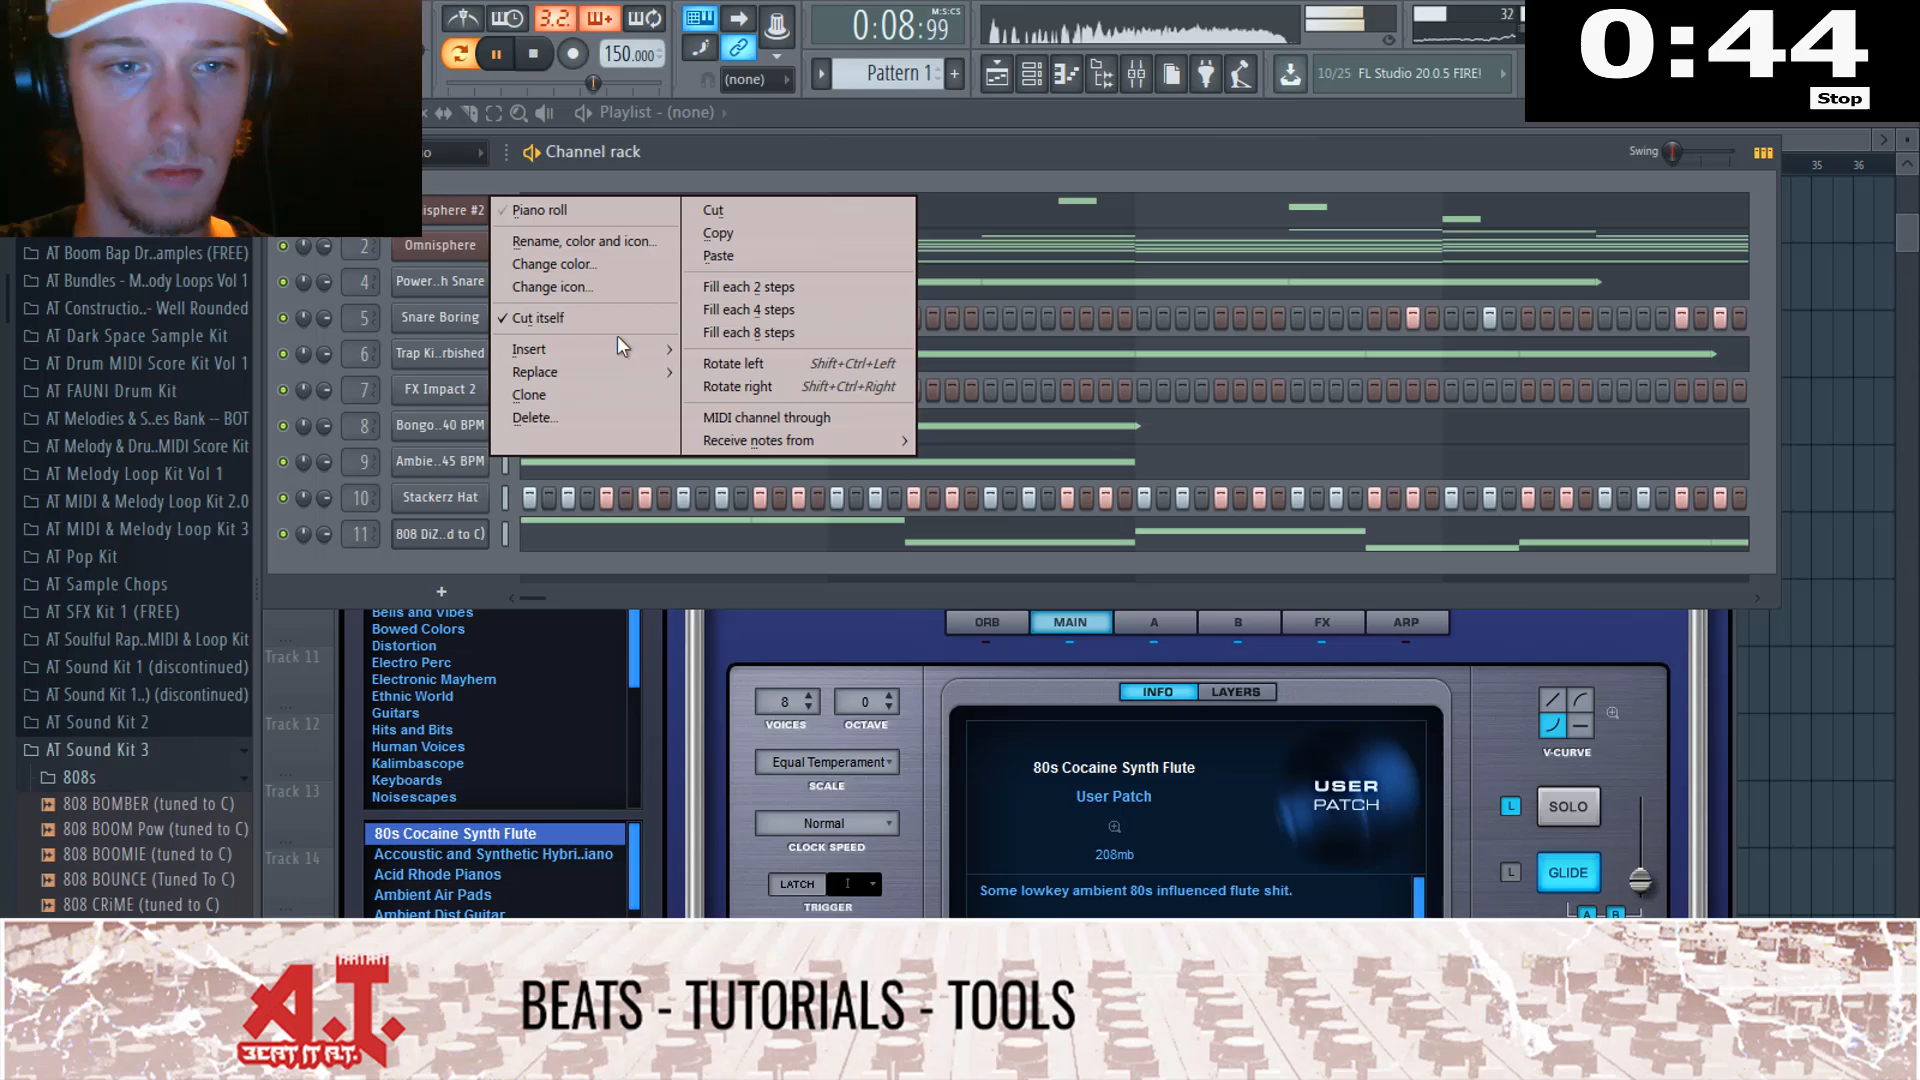 3.2.
0:08:99
M:S:CS
32
0:44
Stop
150.000
(none)
Pattern 1
10/25 FL Studio 20.0.5 FIRE!
Playlist - (none)
Channel rack
Swing
35 36
isphere #2
2 Omnisphere
4 Power..h Snare
5 Snare Boring
6 Trap Ki..rbished
7 FX Impact 2
8 Bongo..40 BPM
9 Ambie..45 BPM
10 Stackerz Hat
11 808 DiZ..d to C)
Piano roll
Rename, color and icon...
Change color...
Change icon...
Cut itself
Insert
Replace
Clone
Delete...
Cut
Copy
Paste
Fill each 2 steps
Fill each 4 steps
Fill each 8 steps
Rotate left Shift+Ctrl+Left
Rotate right Shift+Ctrl+Right
MIDI channel through
Receive notes from
AT Boom Bap Dr..amples (FREE)
AT Bundles - M..ody Loops Vol 1
AT Constructio.. - Well Rounded
AT Dark Space Sample Kit
AT Drum MIDI Score Kit Vol 1
AT FAUNI Drum Kit
AT Melodies & S..es Bank -- BOT
AT Melody & Dru..MIDI Score Kit
AT Melody Loop Kit Vol 1
AT MIDI & Melody Loop Kit 2.0
AT MIDI & Melody Loop Kit 3
AT Pop Kit
AT Sample Chops
AT SFX Kit 1 (FREE)
AT Soulful Rap..MIDI & Loop Kit
AT Sound Kit 1 (discontinued)
AT Sound Kit 1..) (discontinued)
AT Sound Kit 2
AT Sound Kit 3
808s
808 BOMBER (tuned to C)
808 BOOM Pow (tuned to C)
808 BOOMIE (tuned to C)
808 BOUNCE (Tuned To C)
808 CRiME (tuned to C)
Track 11
Track 12
Track 13
Track 14
Bells and Vibes
Bowed Colors
Distortion
Electro Perc
Electronic Mayhem
Ethnic World
Guitars
Hits and Bits
Human Voices
Kalimbascope
Keyboards
Noisescapes
80s Cocaine Synth Flute
Accoustic and Synthetic Hybri..iano
Acid Rhode Pianos
Ambient Air Pads
Ambient Dist Guitar
ORB MAIN A B FX ARP
INFO LAYERS
8 0
VOICES OCTAVE
Equal Temperament
SCALE
Normal
CLOCK SPEED
LATCH
TRIGGER
80s Cocaine Synth Flute
User Patch
208mb
USER
PATCH
Some lowkey ambient 80s influenced flute shit.
V-CURVE
L SOLO
L GLIDE
A B
A.T.
BEAT IT A.T.
BEATS - TUTORIALS - TOOLS